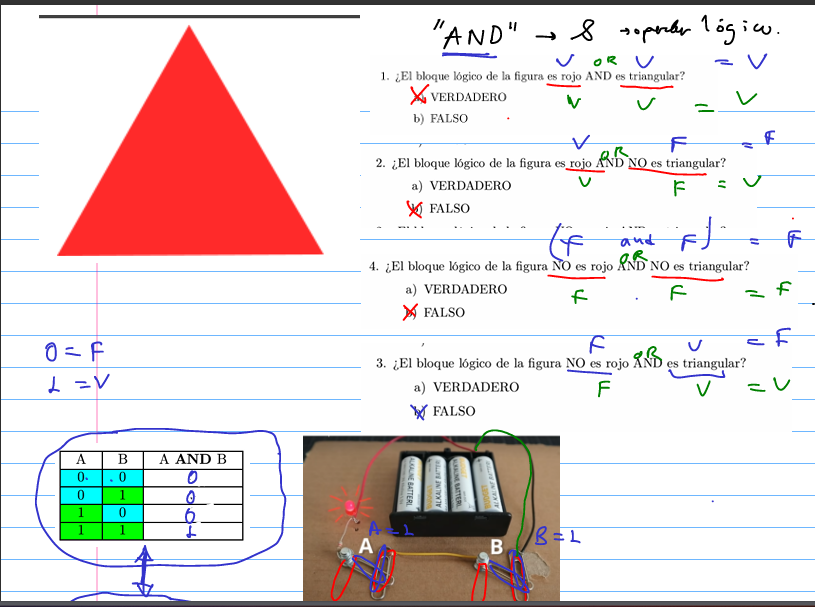 "AND" → & → operador lógico.
V OR V = V
1. ¿El bloque lógico de la figura es rojo AND es triangular?
a) VERDADERO
V V = V
b) FALSO
V F = F
OR
2. ¿El bloque lógico de la figura es rojo AND NO es triangular?
a) VERDADERO
V F = V
b) FALSO
(F and F) = F
OR
4. ¿El bloque lógico de la figura NO es rojo AND NO es triangular?
a) VERDADERO
F F = F
b) FALSO
F V = F
OR
3. ¿El bloque lógico de la figura NO es rojo AND es triangular?
a) VERDADERO
F V = V
b) FALSO
0 = F
1 = V
A B A AND B
0 0 0
0 1 0
1 0 0
1 1 1
ALKALINE BATTERY
A = 1
B = 1
A B